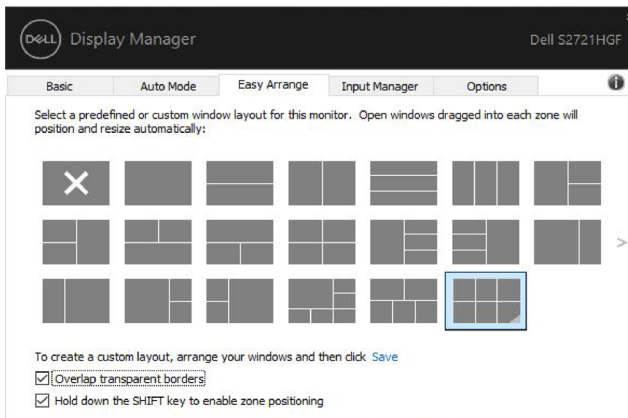 DELL Display Manager
Dell S2721HGF
Basic
Auto Mode
Easy Arrange
Input Manager
Options
Select a predefined or custom window layout for this monitor. Open windows dragged into each zone will
position and resize automatically:
To create a custom layout, arrange your windows and then click Save
Overlap transparent borders
Hold down the SHIFT key to enable zone positioning